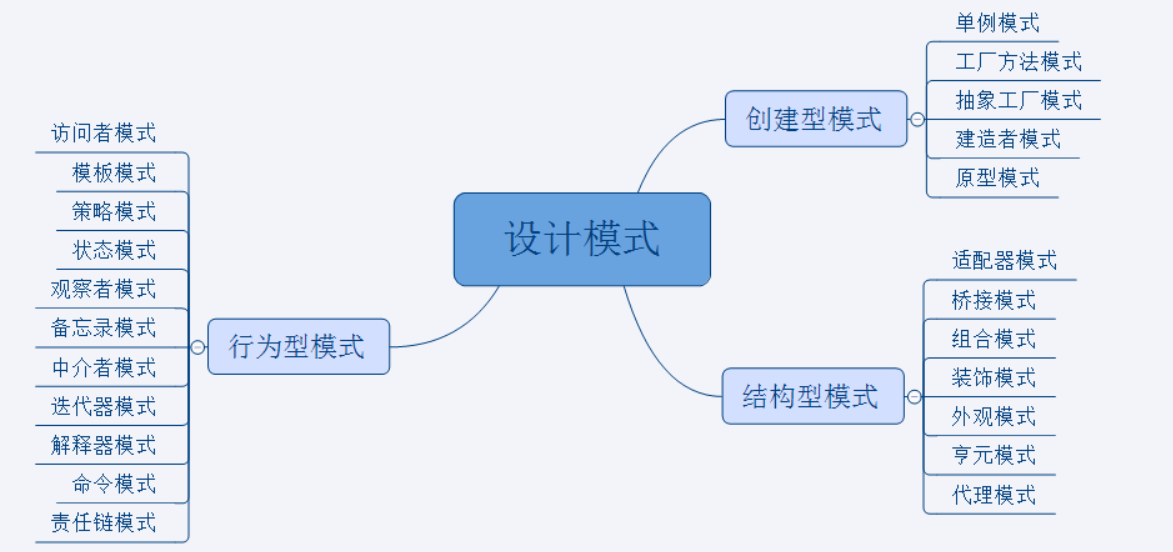 设计模式
创建型模式
单例模式
工厂方法模式
抽象工厂模式
建造者模式
原型模式
结构型模式
适配器模式
桥接模式
组合模式
装饰模式
外观模式
亨元模式
代理模式
行为型模式
访问者模式
模板模式
策略模式
状态模式
观察者模式
备忘录模式
中介者模式
迭代器模式
解释器模式
命令模式
责任链模式